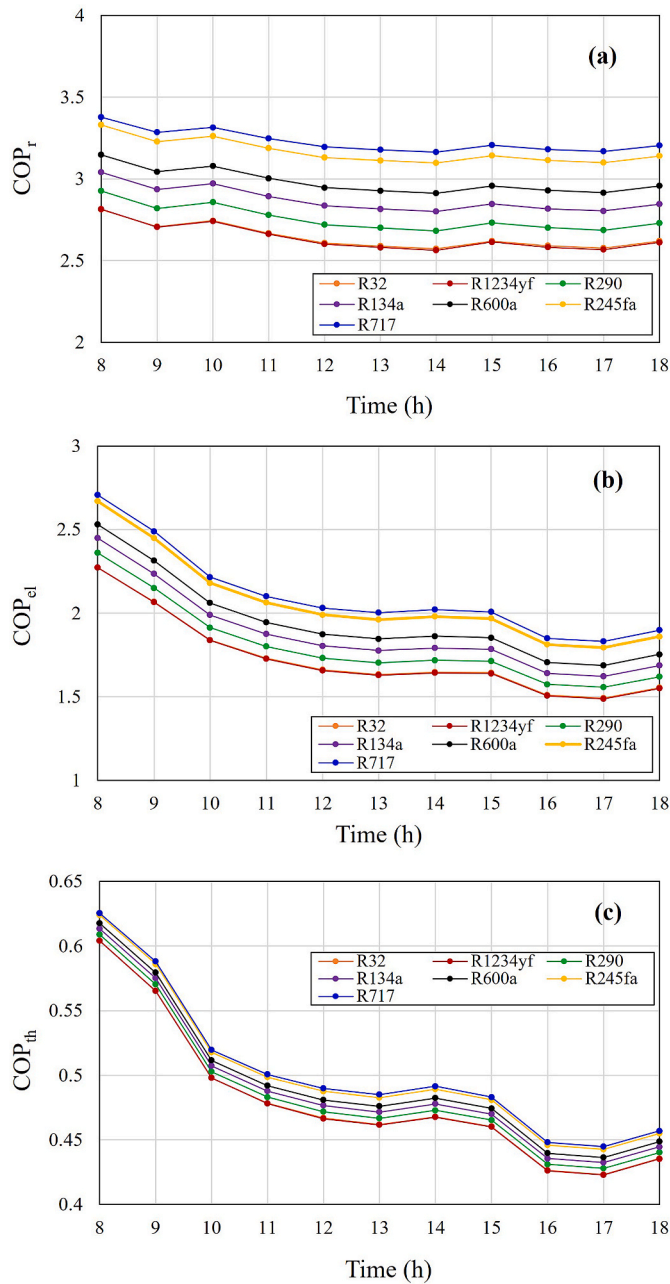 4
(a)
3.5
COPr
3
2.5
R32 R1234yf R290
R134a R600a R245fa
R717
2
8 9 10 11 12 13 14 15 16 17 18
Time (h)
3
(b)
2.5
COPel
2
1.5
R32 R1234yf R290
R134a R600a R245fa
R717
1
8 9 10 11 12 13 14 15 16 17 18
Time (h)
0.65
(c)
0.6
R32 R1234yf R290
R134a R600a R245fa
R717
0.55
COPth
0.5
0.45
0.4
8 9 10 11 12 13 14 15 16 17 18
Time (h)